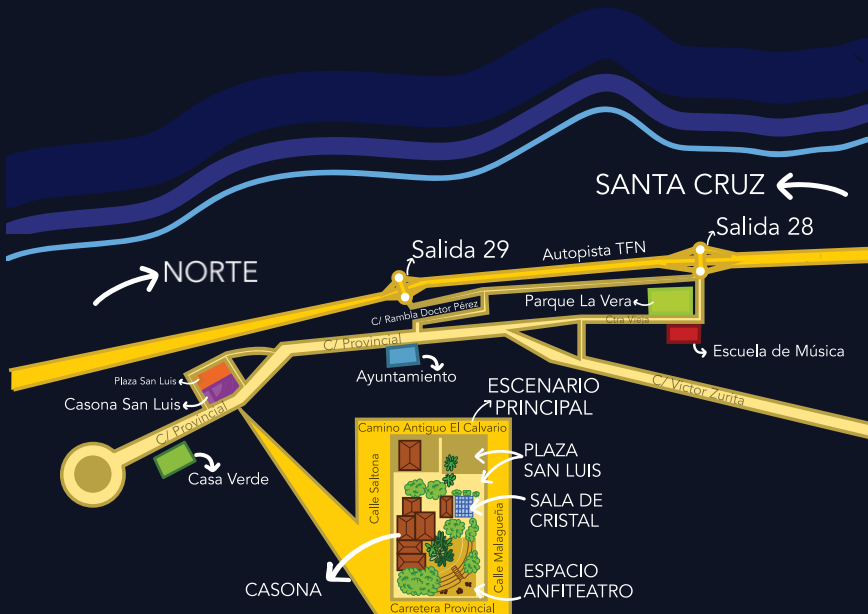 SANTA CRUZ
Salida 28
Salida 29
Autopista TFN
NORTE
Parque La Vera
C/ Rambla Doctor Pérez
Ctra Vieja
C/ Provincial
Escuela de Música
Ayuntamiento
Plaza San Luis
Casona San Luis
C/ Víctor Zurita
C/ Provincial
Casa Verde
ESCENARIO
PRINCIPAL
Camino Antiguo El Calvario
PLAZA
SAN LUIS
Calle Saltona
SALA DE
CRISTAL
Calle Malagueña
ESPACIO
ANFITEATRO
CASONA
Carretera Provincial